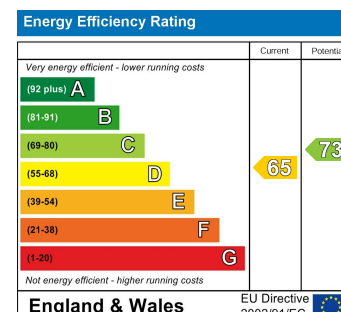 Energy Efficiency Rating
Current
Very energy efficient - lower running costs
(92 plus) A
(81-91) B
(69-80) C
73
(55-68) D
65
(39-54) E
(21-38) F
(1-20) G
Not energy efficient - higher running costs
England & Wales
EU Directive